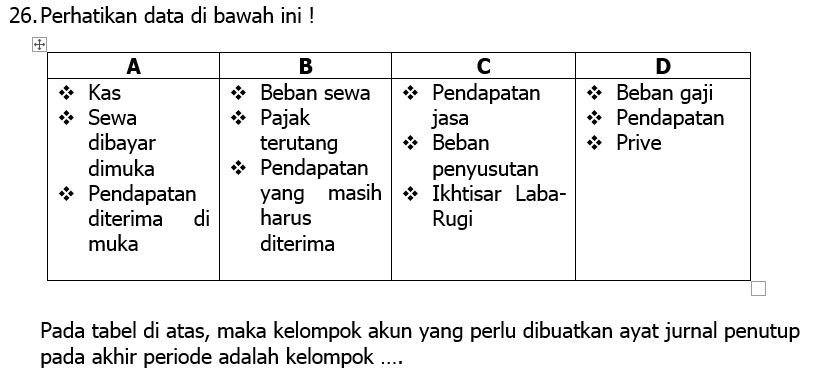 26. Perhatikan data di bawah ini !
A
❖ Kas
❖ Sewa
dibayar
dimuka
❖ Pendapatan
diterima di
muka
B
❖ Beban sewa
❖ Pajak
terutang
❖ Pendapatan
yang masih
harus
diterima
C
❖ Pendapatan
jasa
❖ Beban
penyusutan
❖ Ikhtisar Laba-
Rugi
D
❖ Beban gaji
❖ Pendapatan
❖ Prive
Pada tabel di atas, maka kelompok akun yang perlu dibuatkan ayat jurnal penutup
pada akhir periode adalah kelompok ....